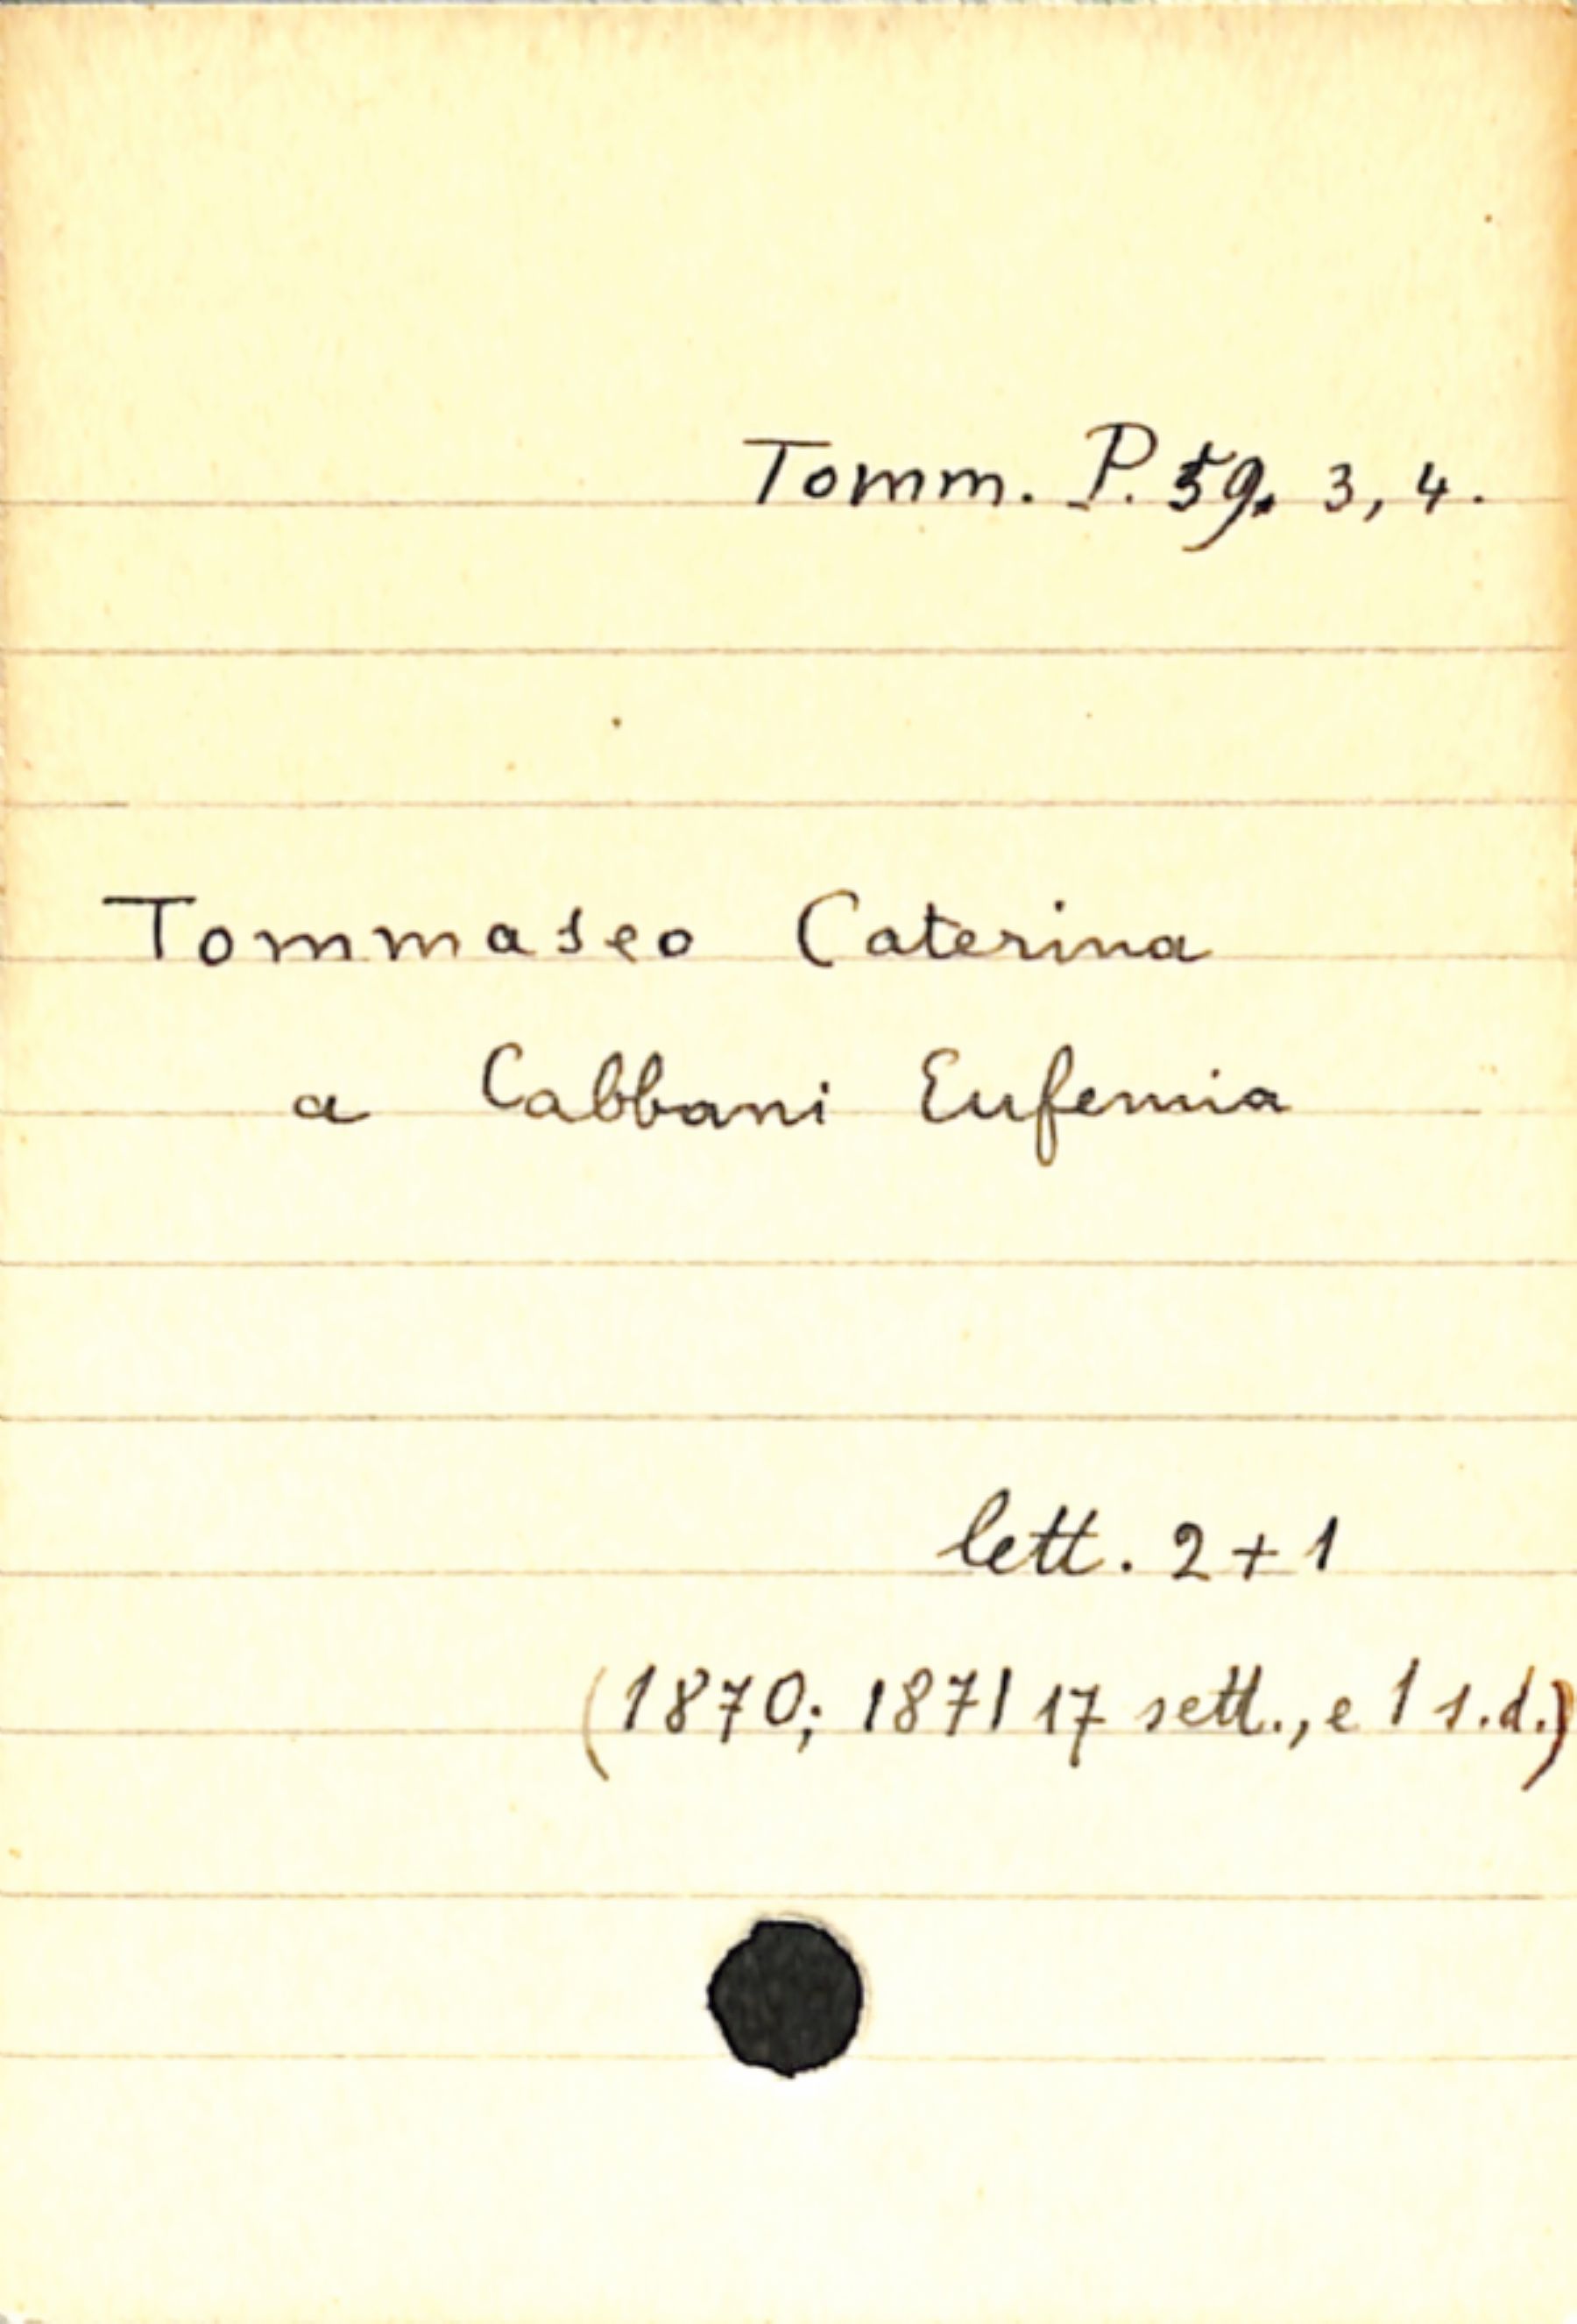 Tomm. P. 59. 3, 4.
Tommaseo Caterina
a Cabbani Eufemia
lett. 2 + 1
(1870; 1871 17 sett., e 1 s.d.)